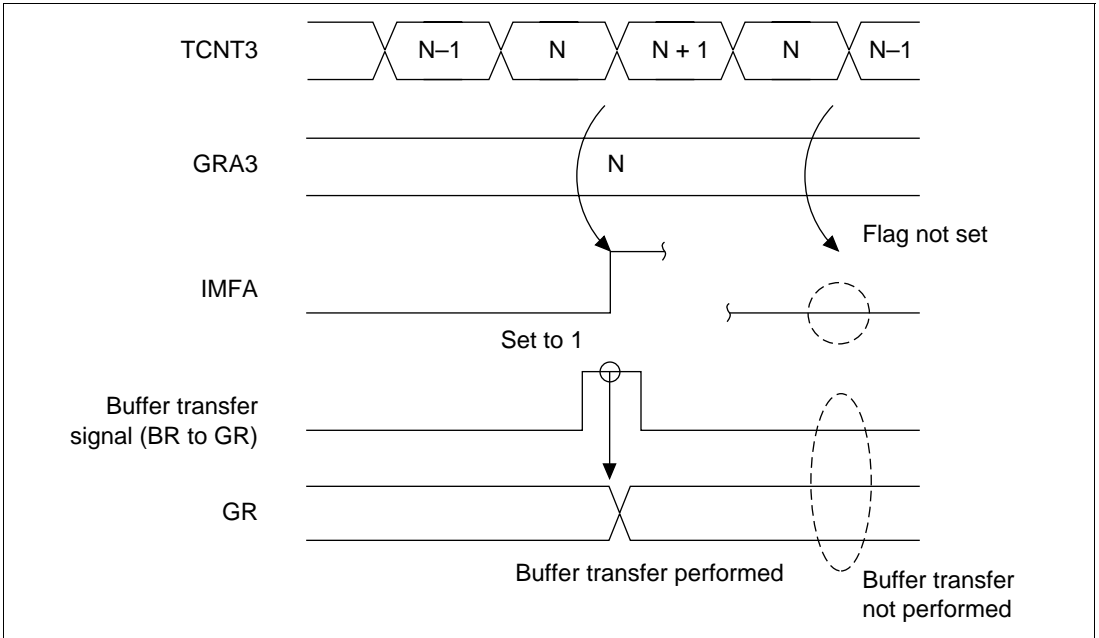 TCNT3
N–1
N
N + 1
N
N–1
GRA3
N
Flag not set
IMFA
Set to 1
Buffer transfer
signal (BR to GR)
GR
Buffer transfer performed
Buffer transfer
not performed